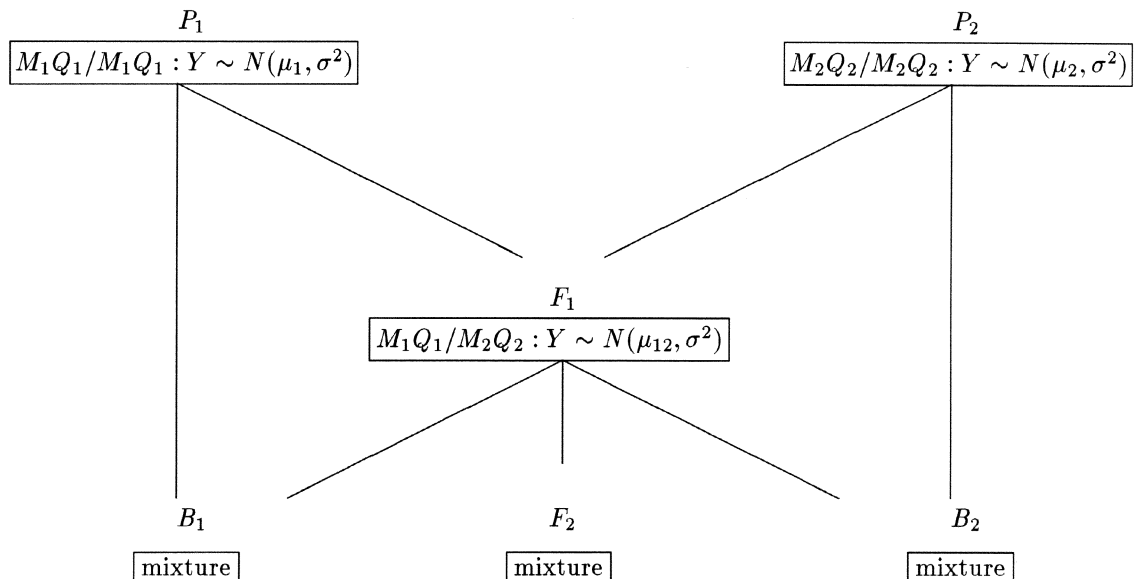 P₁ P₂
M₁Q₁/M₁Q₁ : Y ∼ N(μ₁, σ²) M₂Q₂/M₂Q₂ : Y ∼ N(μ₂, σ²)
F₁
M₁Q₁/M₂Q₂ : Y ∼ N(μ₁₂, σ²)
B₁ F₂ B₂
mixture mixture mixture